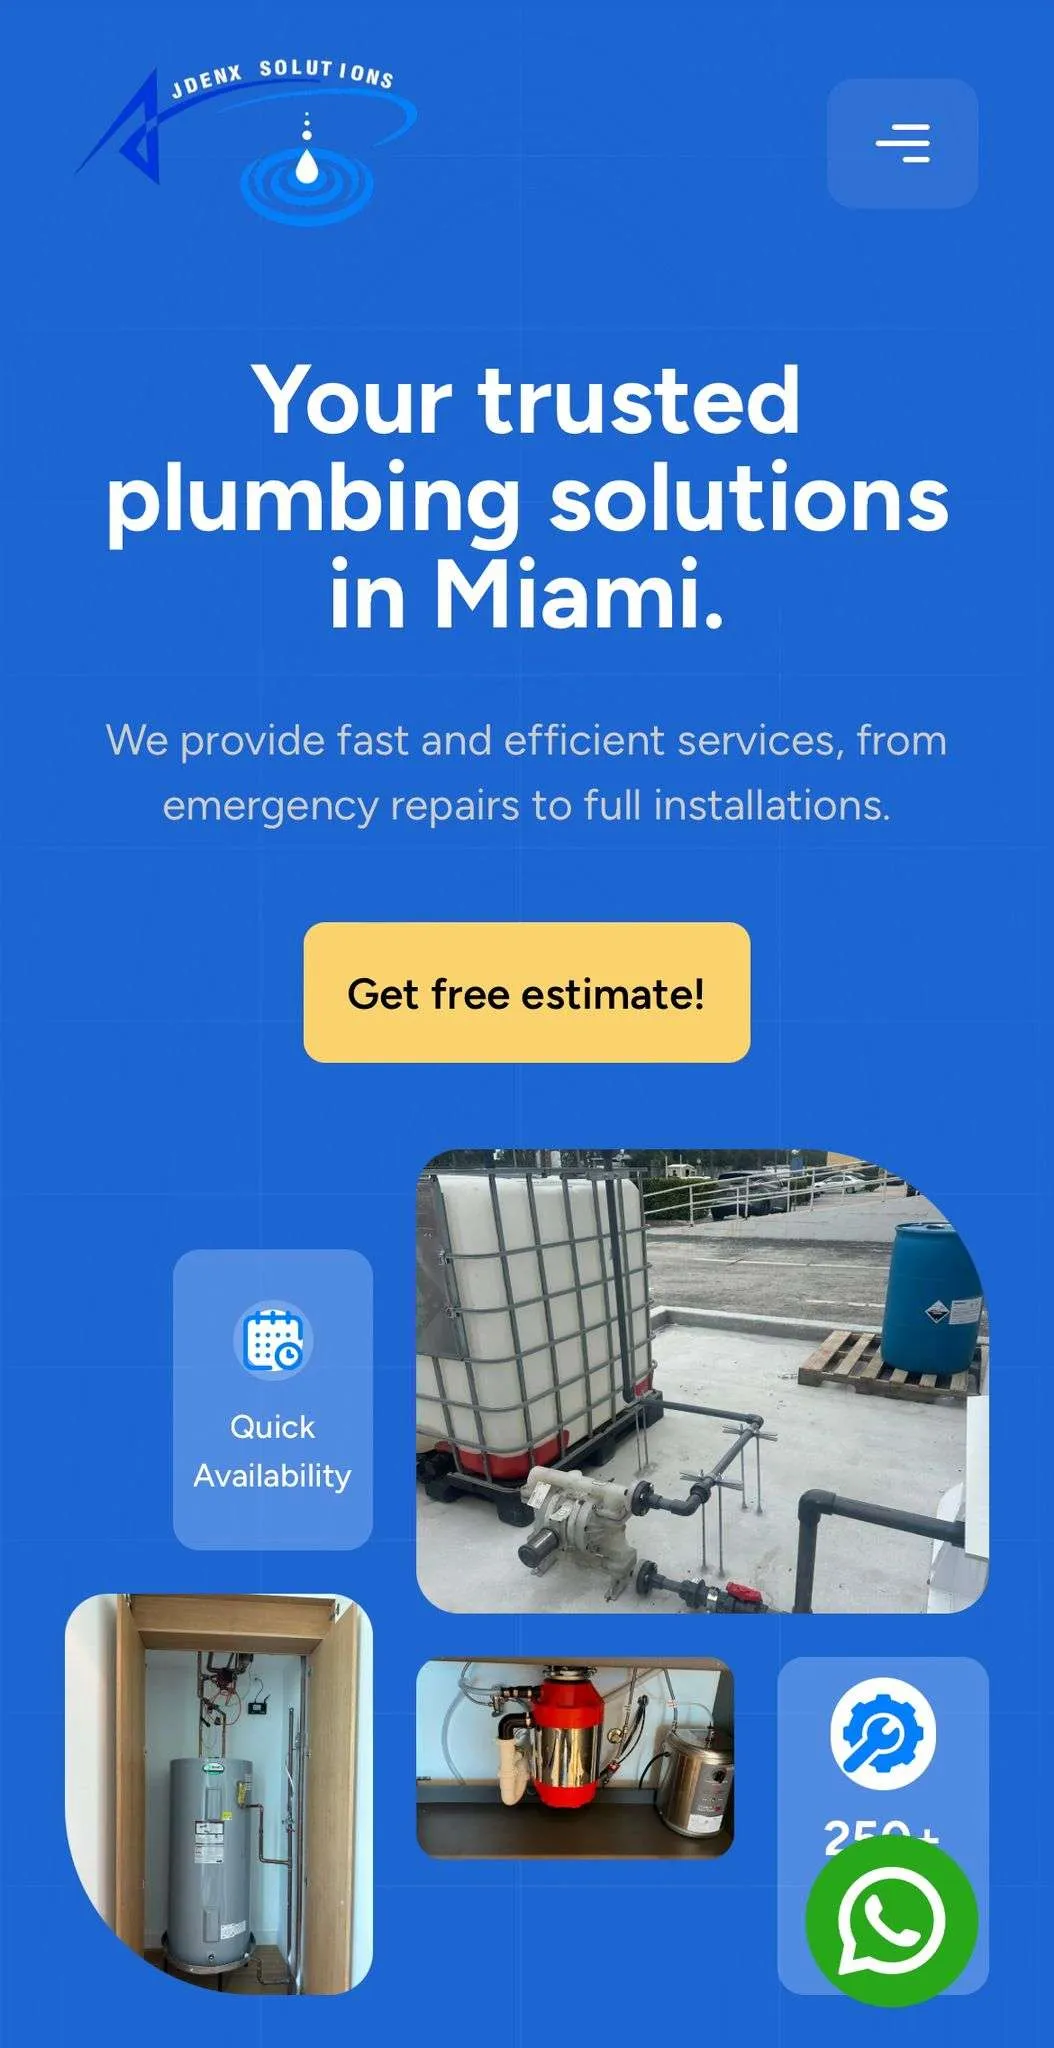 JDENX SOLUTIONS
Your trusted
plumbing solutions
in Miami.
We provide fast and efficient services, from
emergency repairs to full installations.
Get free estimate!
Quick
Availability
250+